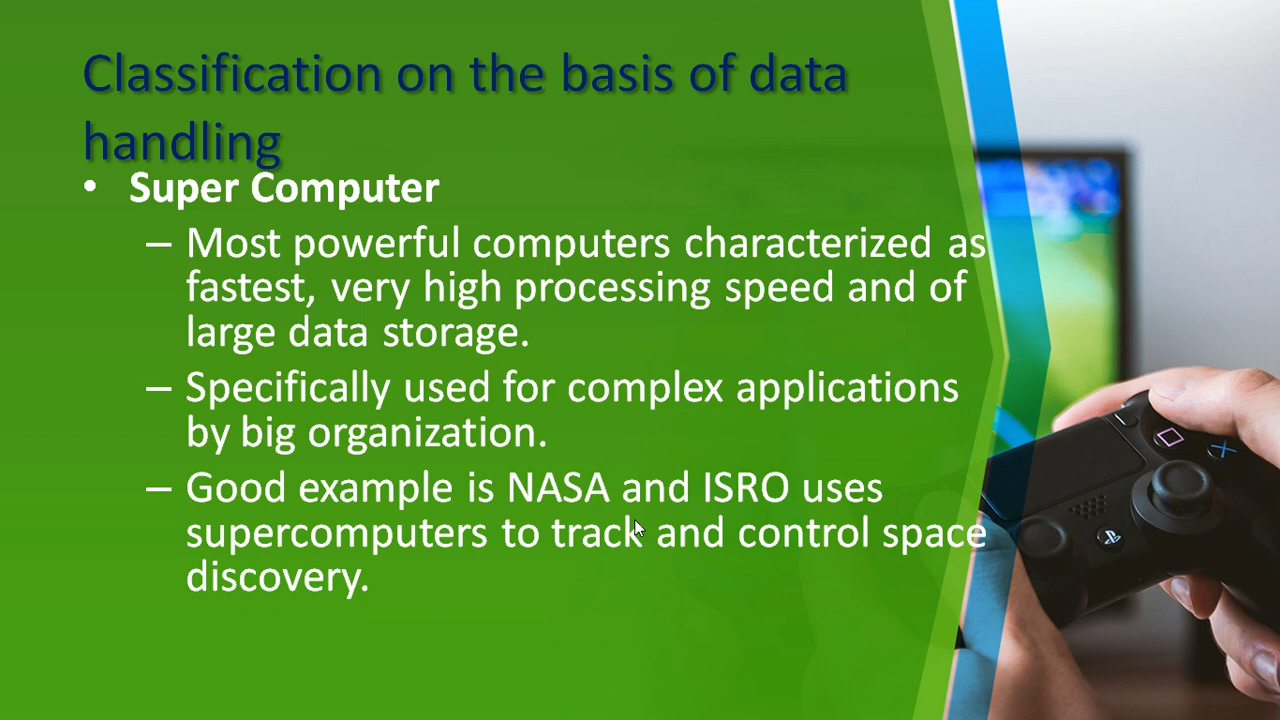 Classification on the basis of data
handling
• Super Computer
– Most powerful computers characterized as
fastest, very high processing speed and of
large data storage.
– Specifically used for complex applications
by big organization.
– Good example is NASA and ISRO uses
supercomputers to track and control space
discovery.